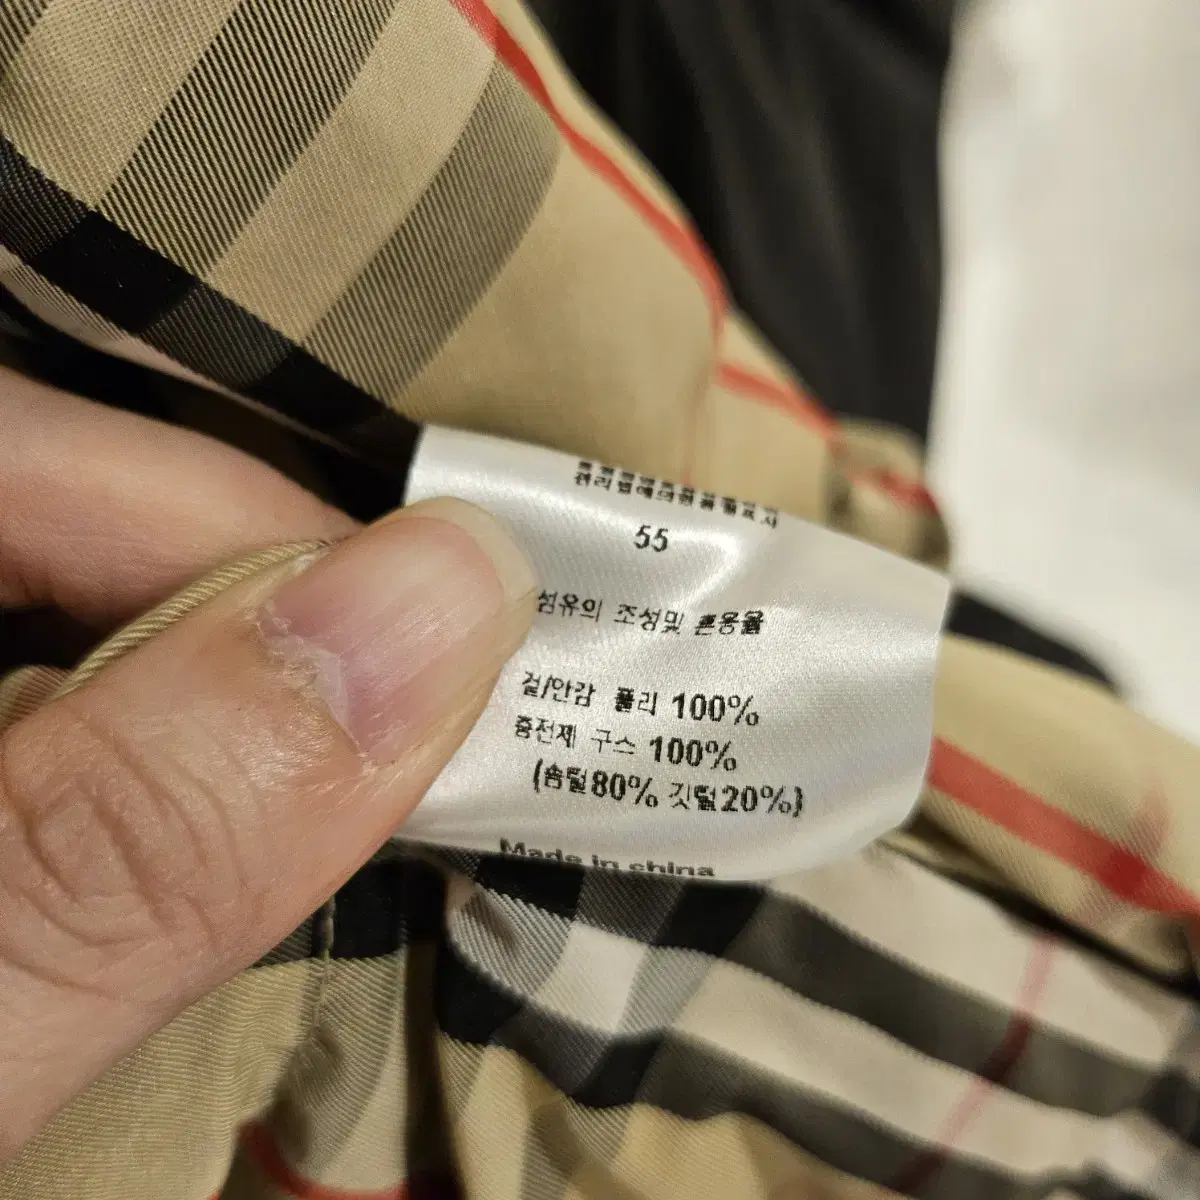 55
섬유의 조성및 혼용율
겉/안감 폴리 100%
충전제 구스 100%
(솜털80% 깃털20%)
Made in china